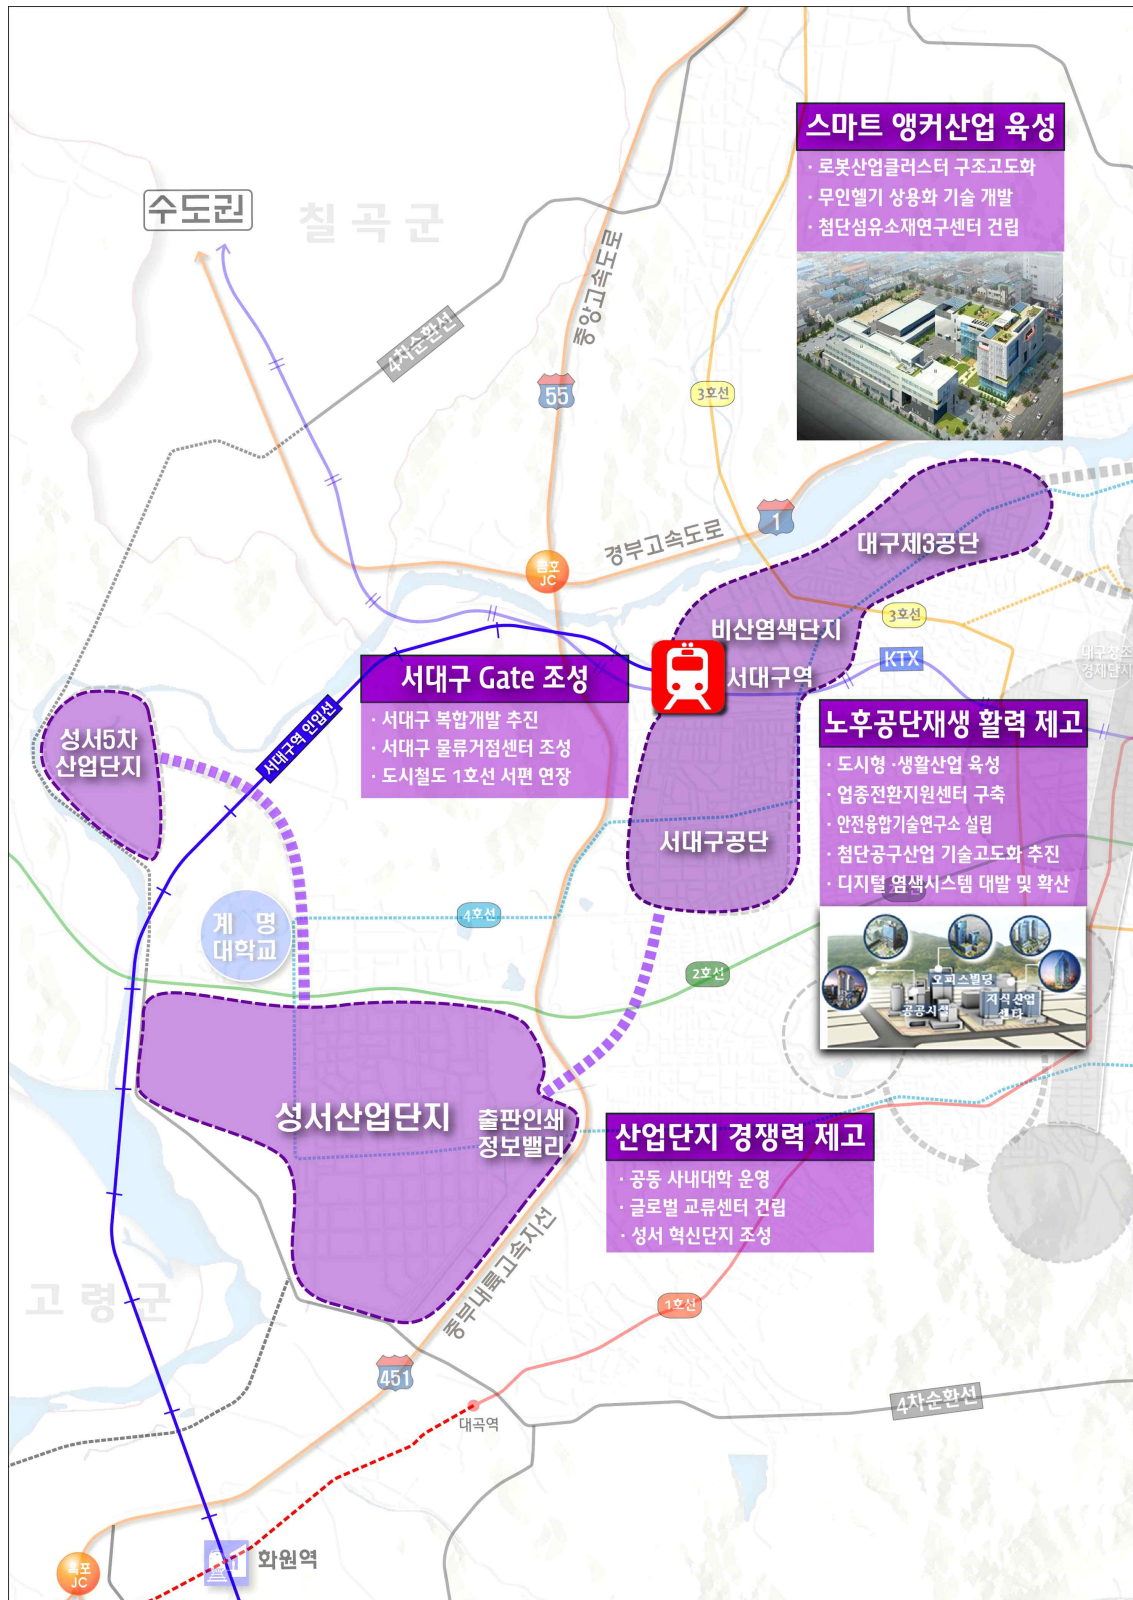 스마트 앵커산업 육성
· 로봇산업클러스터 구조고도화
· 무인헬기 상용화 기술 개발
· 첨단섬유소재연구센터 건립
수도권
칠곡군
중앙고속도로
4차순환선
55
3호선
1
경부고속도로
대구제3공단
금호
JC
3호선
비산염색단지
KTX
대구창조
경제단지
서대구역
서대구 Gate 조성
· 서대구 복합개발 추진
· 서대구 물류거점센터 조성
· 도시철도 1호선 서편 연장
서대구역 인입선
성서5차
산업단지
노후공단재생 활력 제고
· 도시형 ·생활산업 육성
· 업종전환지원센터 구축
· 안전융합기술연구소 설립
· 첨단공구산업 기술고도화 추진
· 디지털 염색시스템 대발 및 확산
서대구공단
계 명
대학교
4호선
2호선
오피스빌딩
지식산업
센타
공공시설
성서산업단지
출판인쇄
정보밸리
산업단지 경쟁력 제고
· 공동 사내대학 운영
· 글로벌 교류센터 건립
· 성서 혁신단지 조성
중부내륙고속지선
고령군
1호선
451
4차순환선
대곡역
화원역
JC